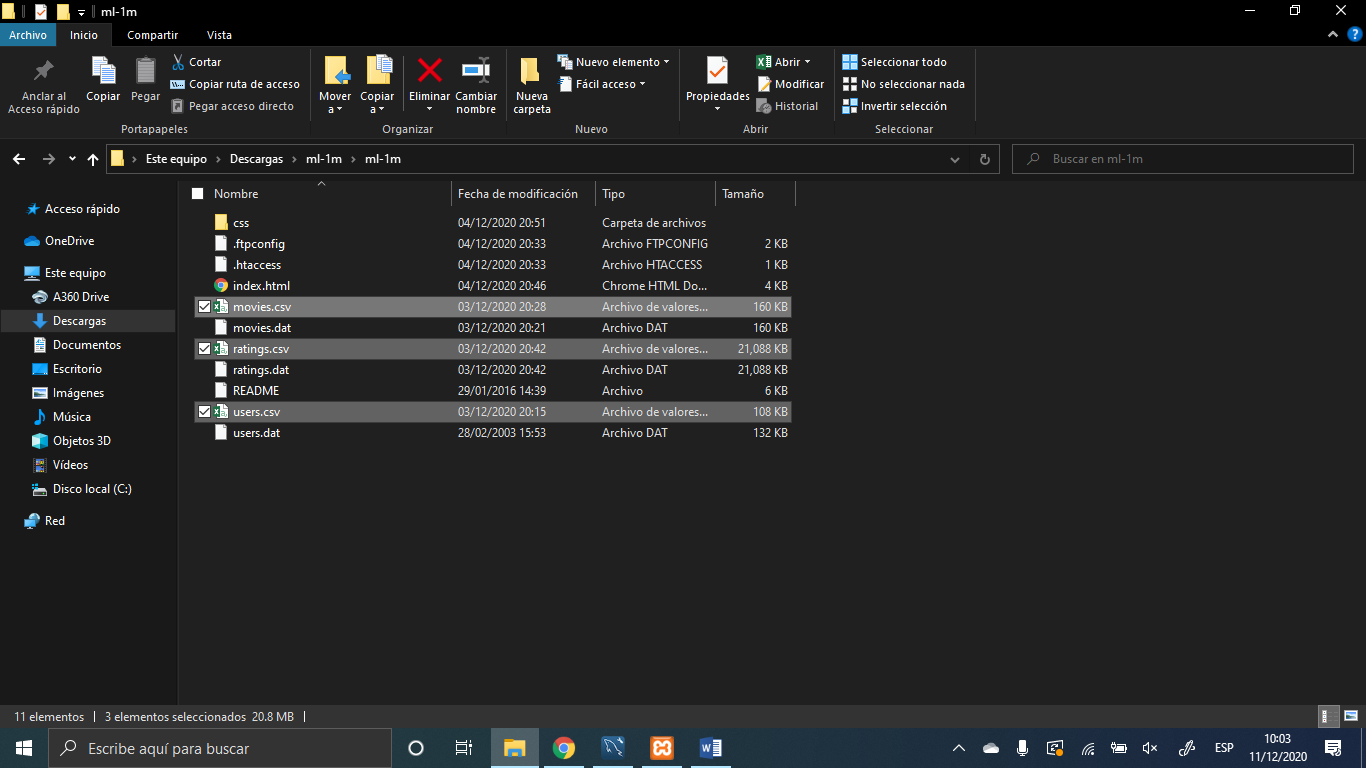 ml-1m
Archivo Inicio Compartir Vista
Anclar al Acceso rápido
Copiar
Pegar
Cortar
Copiar ruta de acceso
Pegar acceso directo
Portapapeles
Mover a
Copiar a
Eliminar
Cambiar nombre
Organizar
Nueva carpeta
Nuevo elemento
Fácil acceso
Nuevo
Propiedades
Abrir
Modificar
Historial
Abrir
Seleccionar todo
No seleccionar nada
Invertir selección
Seleccionar
Este equipo > Descargas > ml-1m > ml-1m
Buscar en ml-1m
Acceso rápido
OneDrive
Este equipo
A360 Drive
Descargas
Documentos
Escritorio
Imágenes
Música
Objetos 3D
Vídeos
Disco local (C:)
Red
Nombre Fecha de modificación Tipo Tamaño
css 04/12/2020 20:51 Carpeta de archivos
.ftpconfig 04/12/2020 20:33 Archivo FTPCONFIG 2 KB
.htaccess 04/12/2020 20:33 Archivo HTACCESS 1 KB
index.html 04/12/2020 20:46 Chrome HTML Do... 4 KB
movies.csv 03/12/2020 20:28 Archivo de valores... 160 KB
movies.dat 03/12/2020 20:21 Archivo DAT 160 KB
ratings.csv 03/12/2020 20:42 Archivo de valores... 21,088 KB
ratings.dat 03/12/2020 20:42 Archivo DAT 21,088 KB
README 29/01/2016 14:39 Archivo 6 KB
users.csv 03/12/2020 20:15 Archivo de valores... 108 KB
users.dat 28/02/2003 15:53 Archivo DAT 132 KB
11 elementos 3 elementos seleccionados 20.8 MB
Escribe aquí para buscar
ESP
10:03
11/12/2020